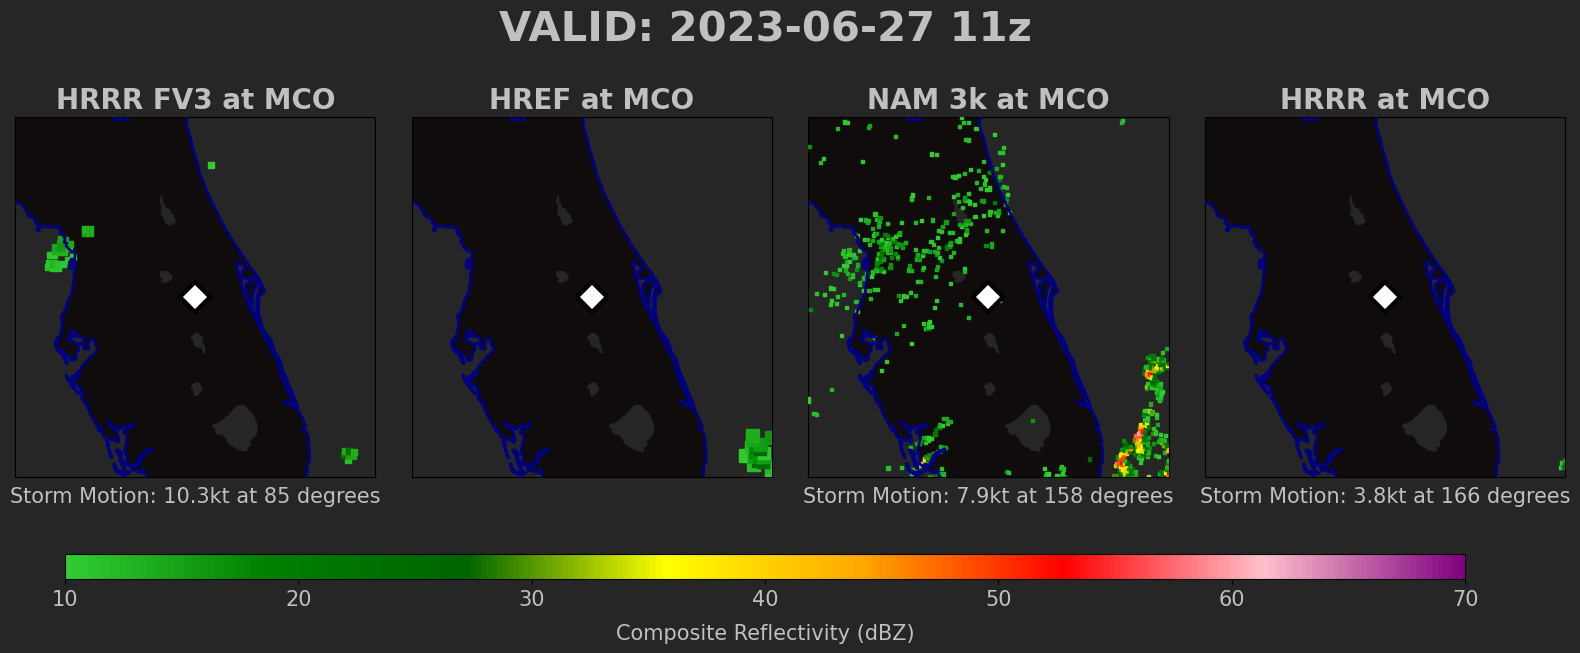 VALID: 2023-06-27 11z
HRRR FV3 at MCO
HREF at MCO
NAM 3k at MCO
HRRR at MCO
Storm Motion: 10.3kt at 85 degrees
Storm Motion: 7.9kt at 158 degrees
Storm Motion: 3.8kt at 166 degrees
10 20 30 40 50 60 70
Composite Reflectivity (dBZ)